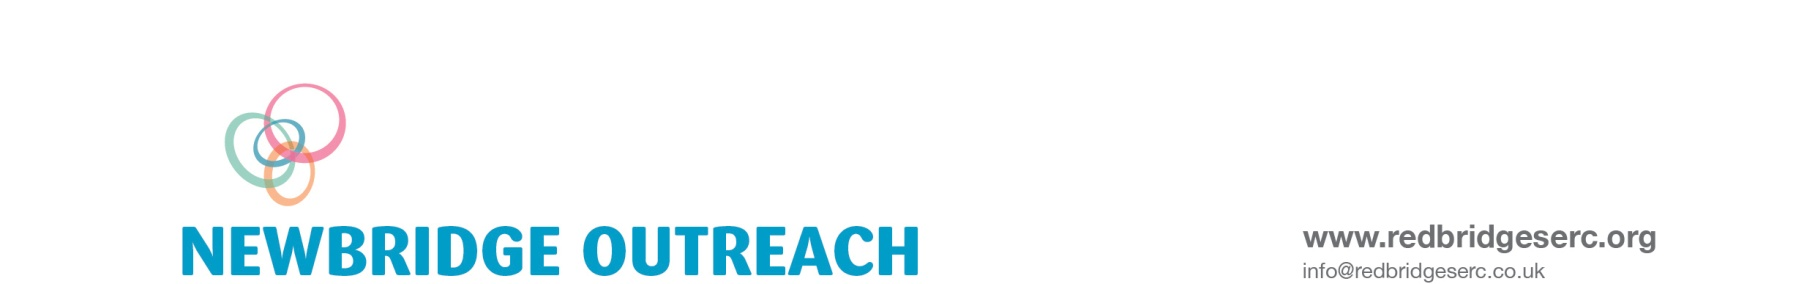 NEWBRIDGE OUTREACH
www.redbridgeserc.org
info@redbridgeserc.co.uk